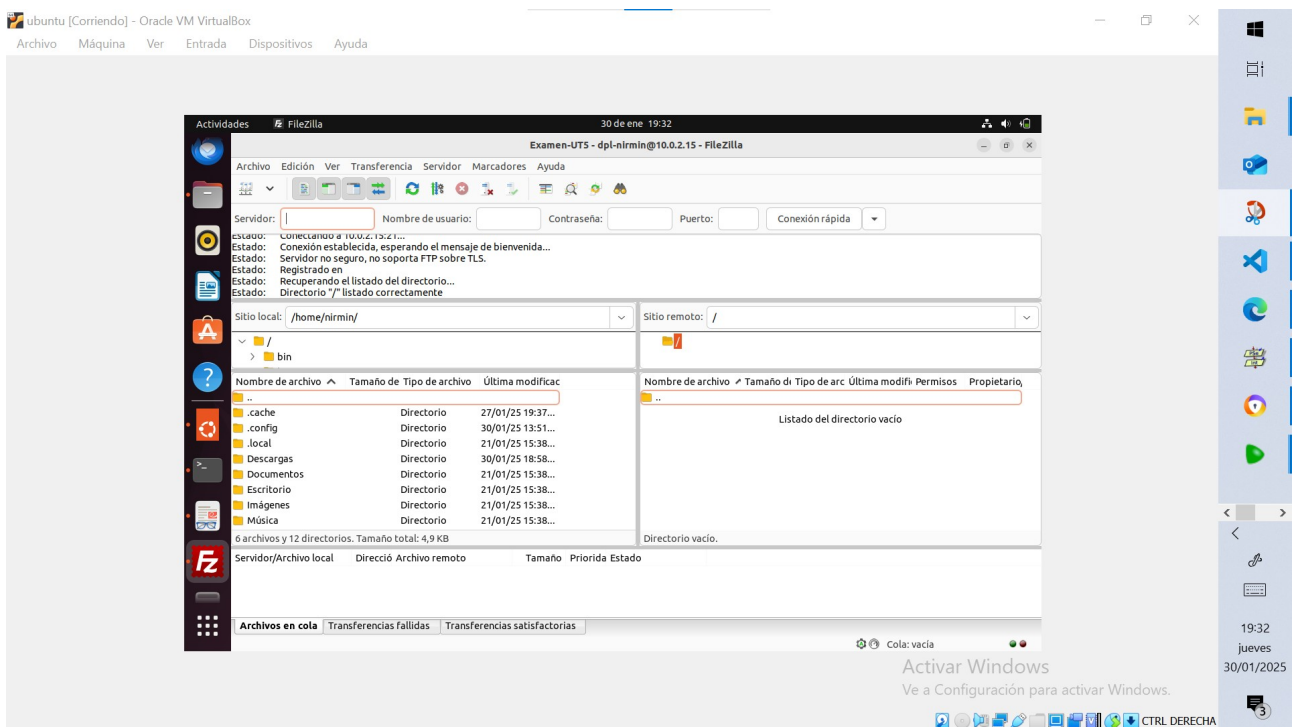 ubuntu [Corriendo] - Oracle VM VirtualBox
Archivo Máquina Ver Entrada Dispositivos Ayuda
Actividades FileZilla 30 de ene 19:32
Examen-UT5 - dpl-nirmin@10.0.2.15 - FileZilla
Archivo Edición Ver Transferencia Servidor Marcadores Ayuda
Servidor: Nombre de usuario: Contraseña: Puerto: Conexión rápida
Estado: Conectando a 10.0.2.15:21...
Estado: Conexión establecida, esperando el mensaje de bienvenida...
Estado: Servidor no seguro, no soporta FTP sobre TLS.
Estado: Registrado en
Estado: Recuperando el listado del directorio...
Estado: Directorio "/" listado correctamente
Sitio local: /home/nirmin/ Sitio remoto: /
/ /
bin
Nombre de archivo Tamaño de Tipo de archivo Última modificac Nombre de archivo Tamaño de Tipo de arc Última modifi Permisos Propietario,
.. ..
.cache Directorio 27/01/25 19:37... Listado del directorio vacío
.config Directorio 30/01/25 13:51...
.local Directorio 21/01/25 15:38...
Descargas Directorio 30/01/25 18:58...
Documentos Directorio 21/01/25 15:38...
Escritorio Directorio 21/01/25 15:38...
Imágenes Directorio 21/01/25 15:38...
Música Directorio 21/01/25 15:38...
6 archivos y 12 directorios. Tamaño total: 4,9 KB Directorio vacío.
Servidor/Archivo local Direcció Archivo remoto Tamaño Priorida Estado
Archivos en cola Transferencias fallidas Transferencias satisfactorias
Cola: vacía
Activar Windows
Ve a Configuración para activar Windows.
CTRL DERECHA
19:32
jueves
30/01/2025
3